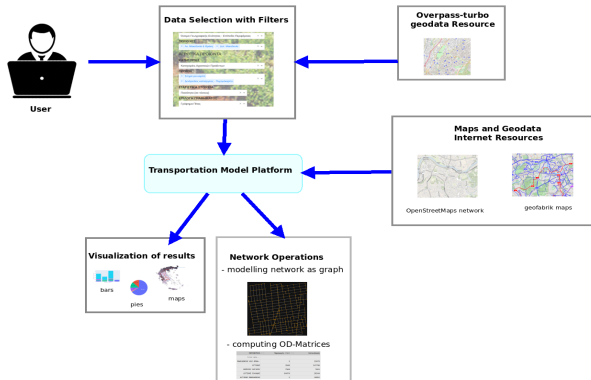 Data Selection with Filters
Overpass-turbo
geodata Resource
User
Maps and Geodata
Internet Resources
Transportation Model Platform
OpenStreetMaps network
geofabrik maps
Visualization of results
bars
pies
maps
Network Operations
- modelling network as graph
- computing OD-Matrices